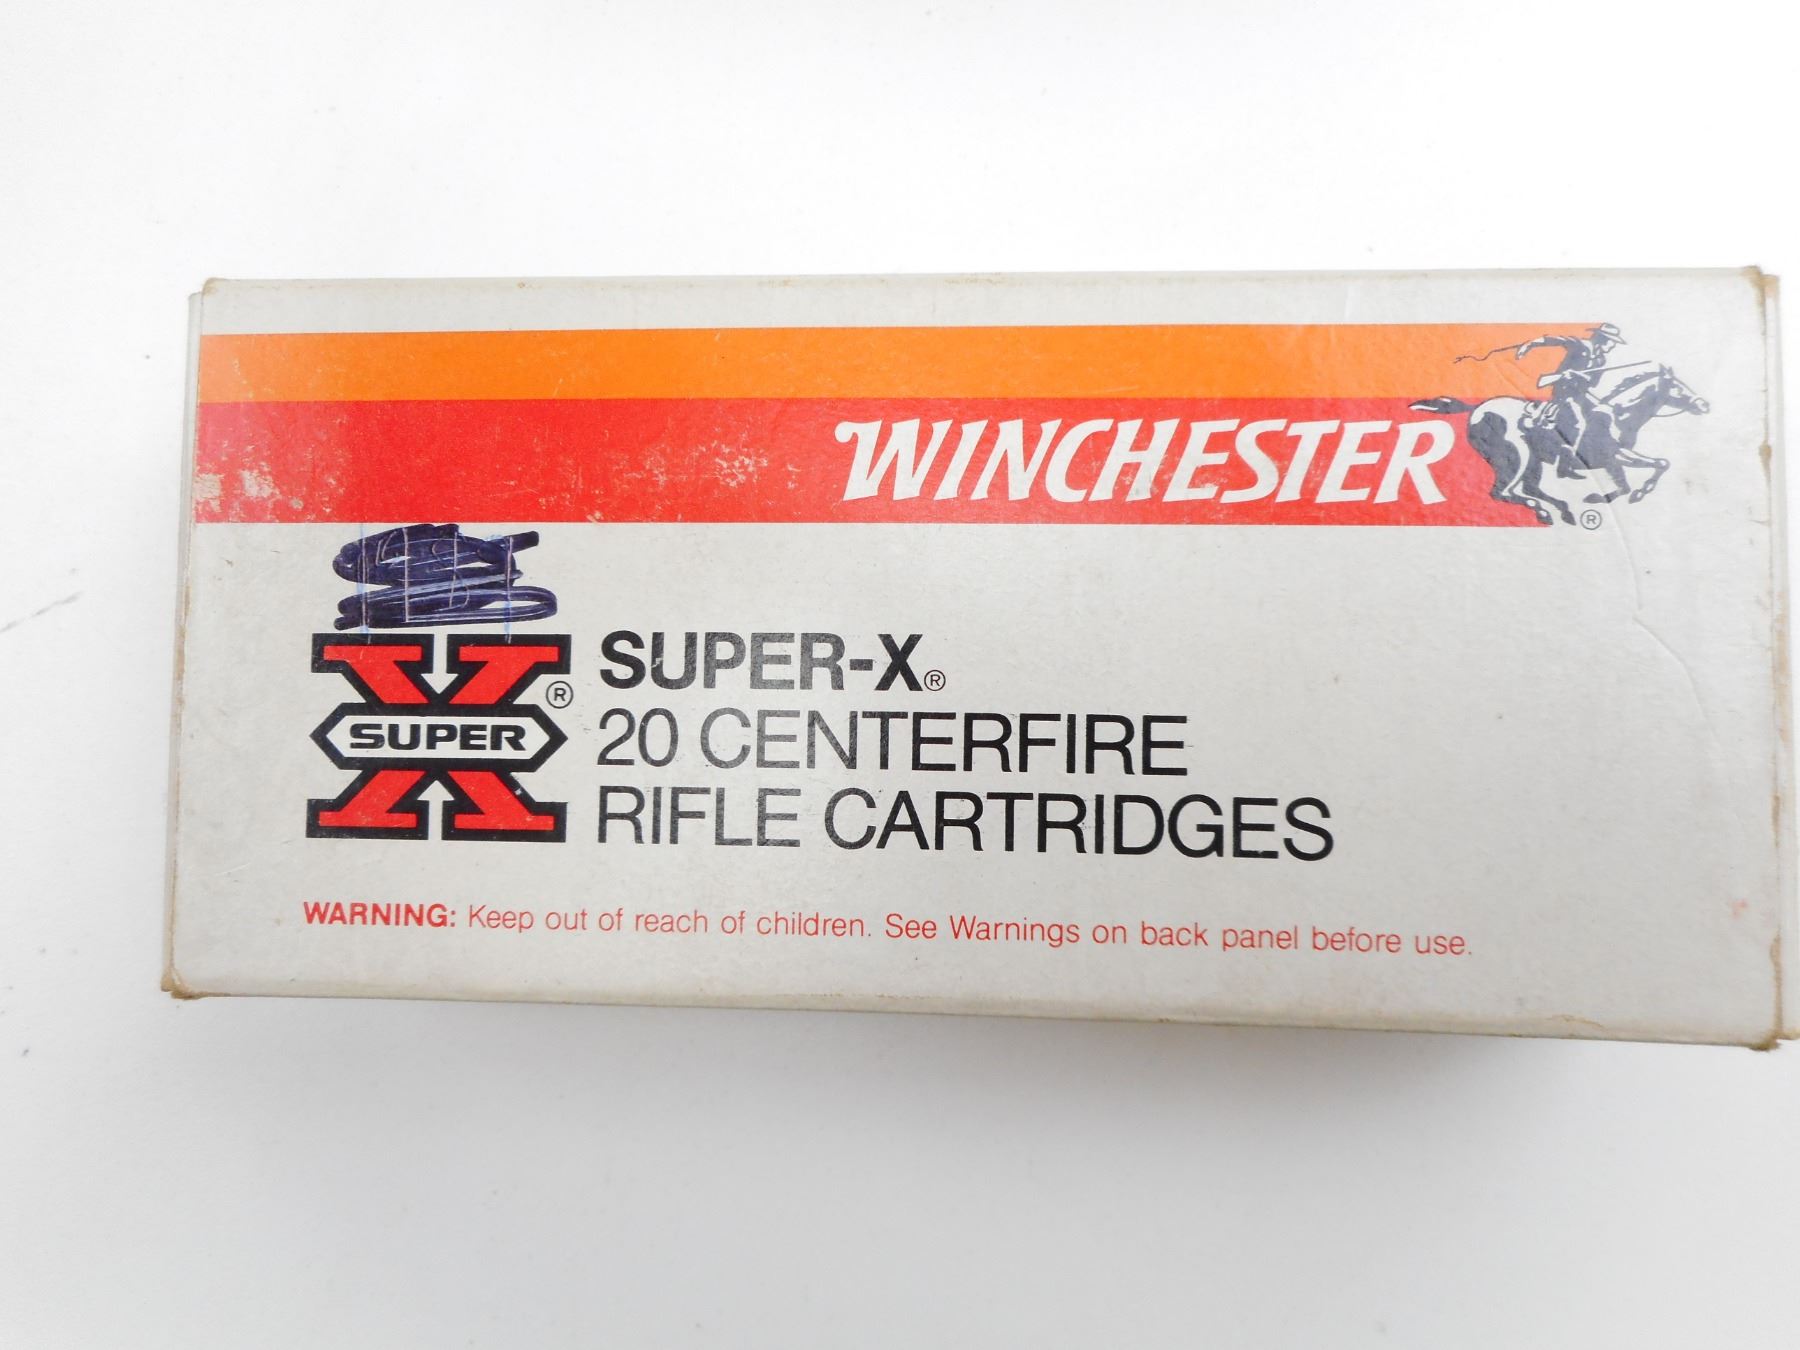 WINCHESTER
®
SUPER ®
SUPER-X®
20 CENTERFIRE
RIFLE CARTRIDGES
WARNING: Keep out of reach of children. See Warnings on back panel before use.